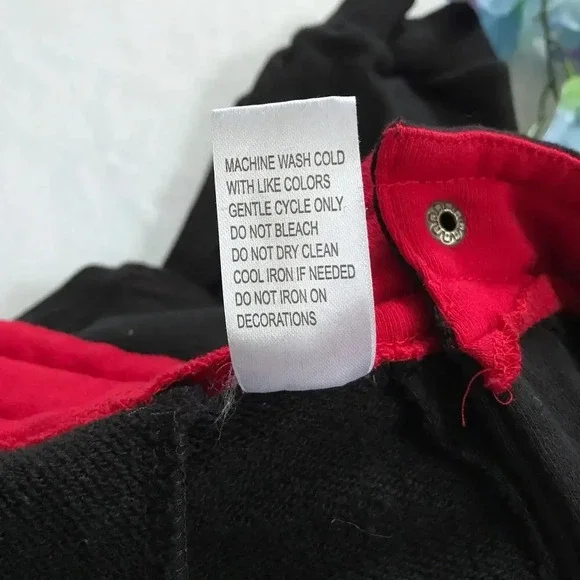 MACHINE WASH COLD
WITH LIKE COLORS
GENTLE CYCLE ONLY
DO NOT BLEACH
DO NOT DRY CLEAN
COOL IRON IF NEEDED
DO NOT IRON ON
DECORATIONS